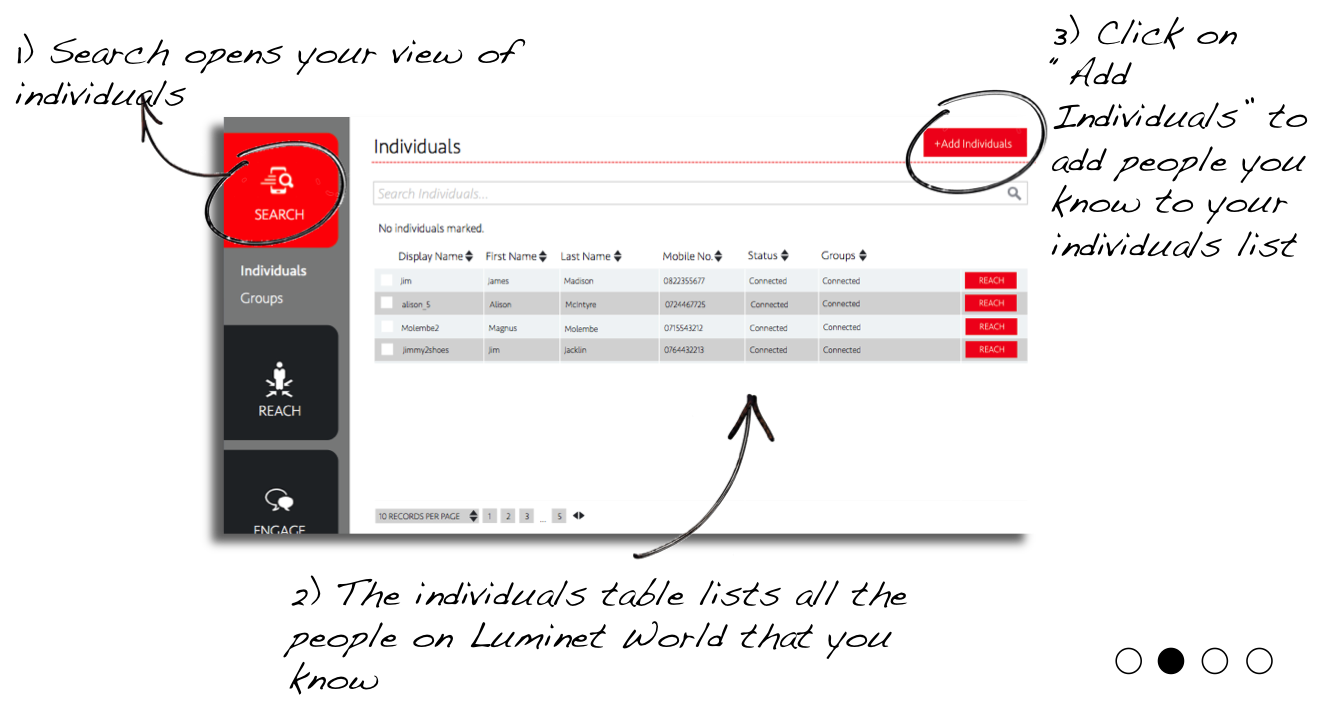 1) Search opens your view of
individuals
3) Click on
"Add
Individuals" to
add people you
know to your
individuals list
SEARCH
Individuals
Groups
REACH
ENGAGE
Individuals
+Add Individuals
Search Individuals...
No individuals marked.
Display Name First Name Last Name Mobile No. Status Groups
Jim James Madison 0822355677 Connected Connected REACH
alison_5 Alison McIntyre 0724467725 Connected Connected REACH
Molembe2 Magnus Molembe 0715543212 Connected Connected REACH
Jimmy2shoes Jim Jacklin 0764432213 Connected Connected REACH
10 RECORDS PER PAGE 1 2 3 ... 5
2) The individuals table lists all the
people on Luminet World that you
know